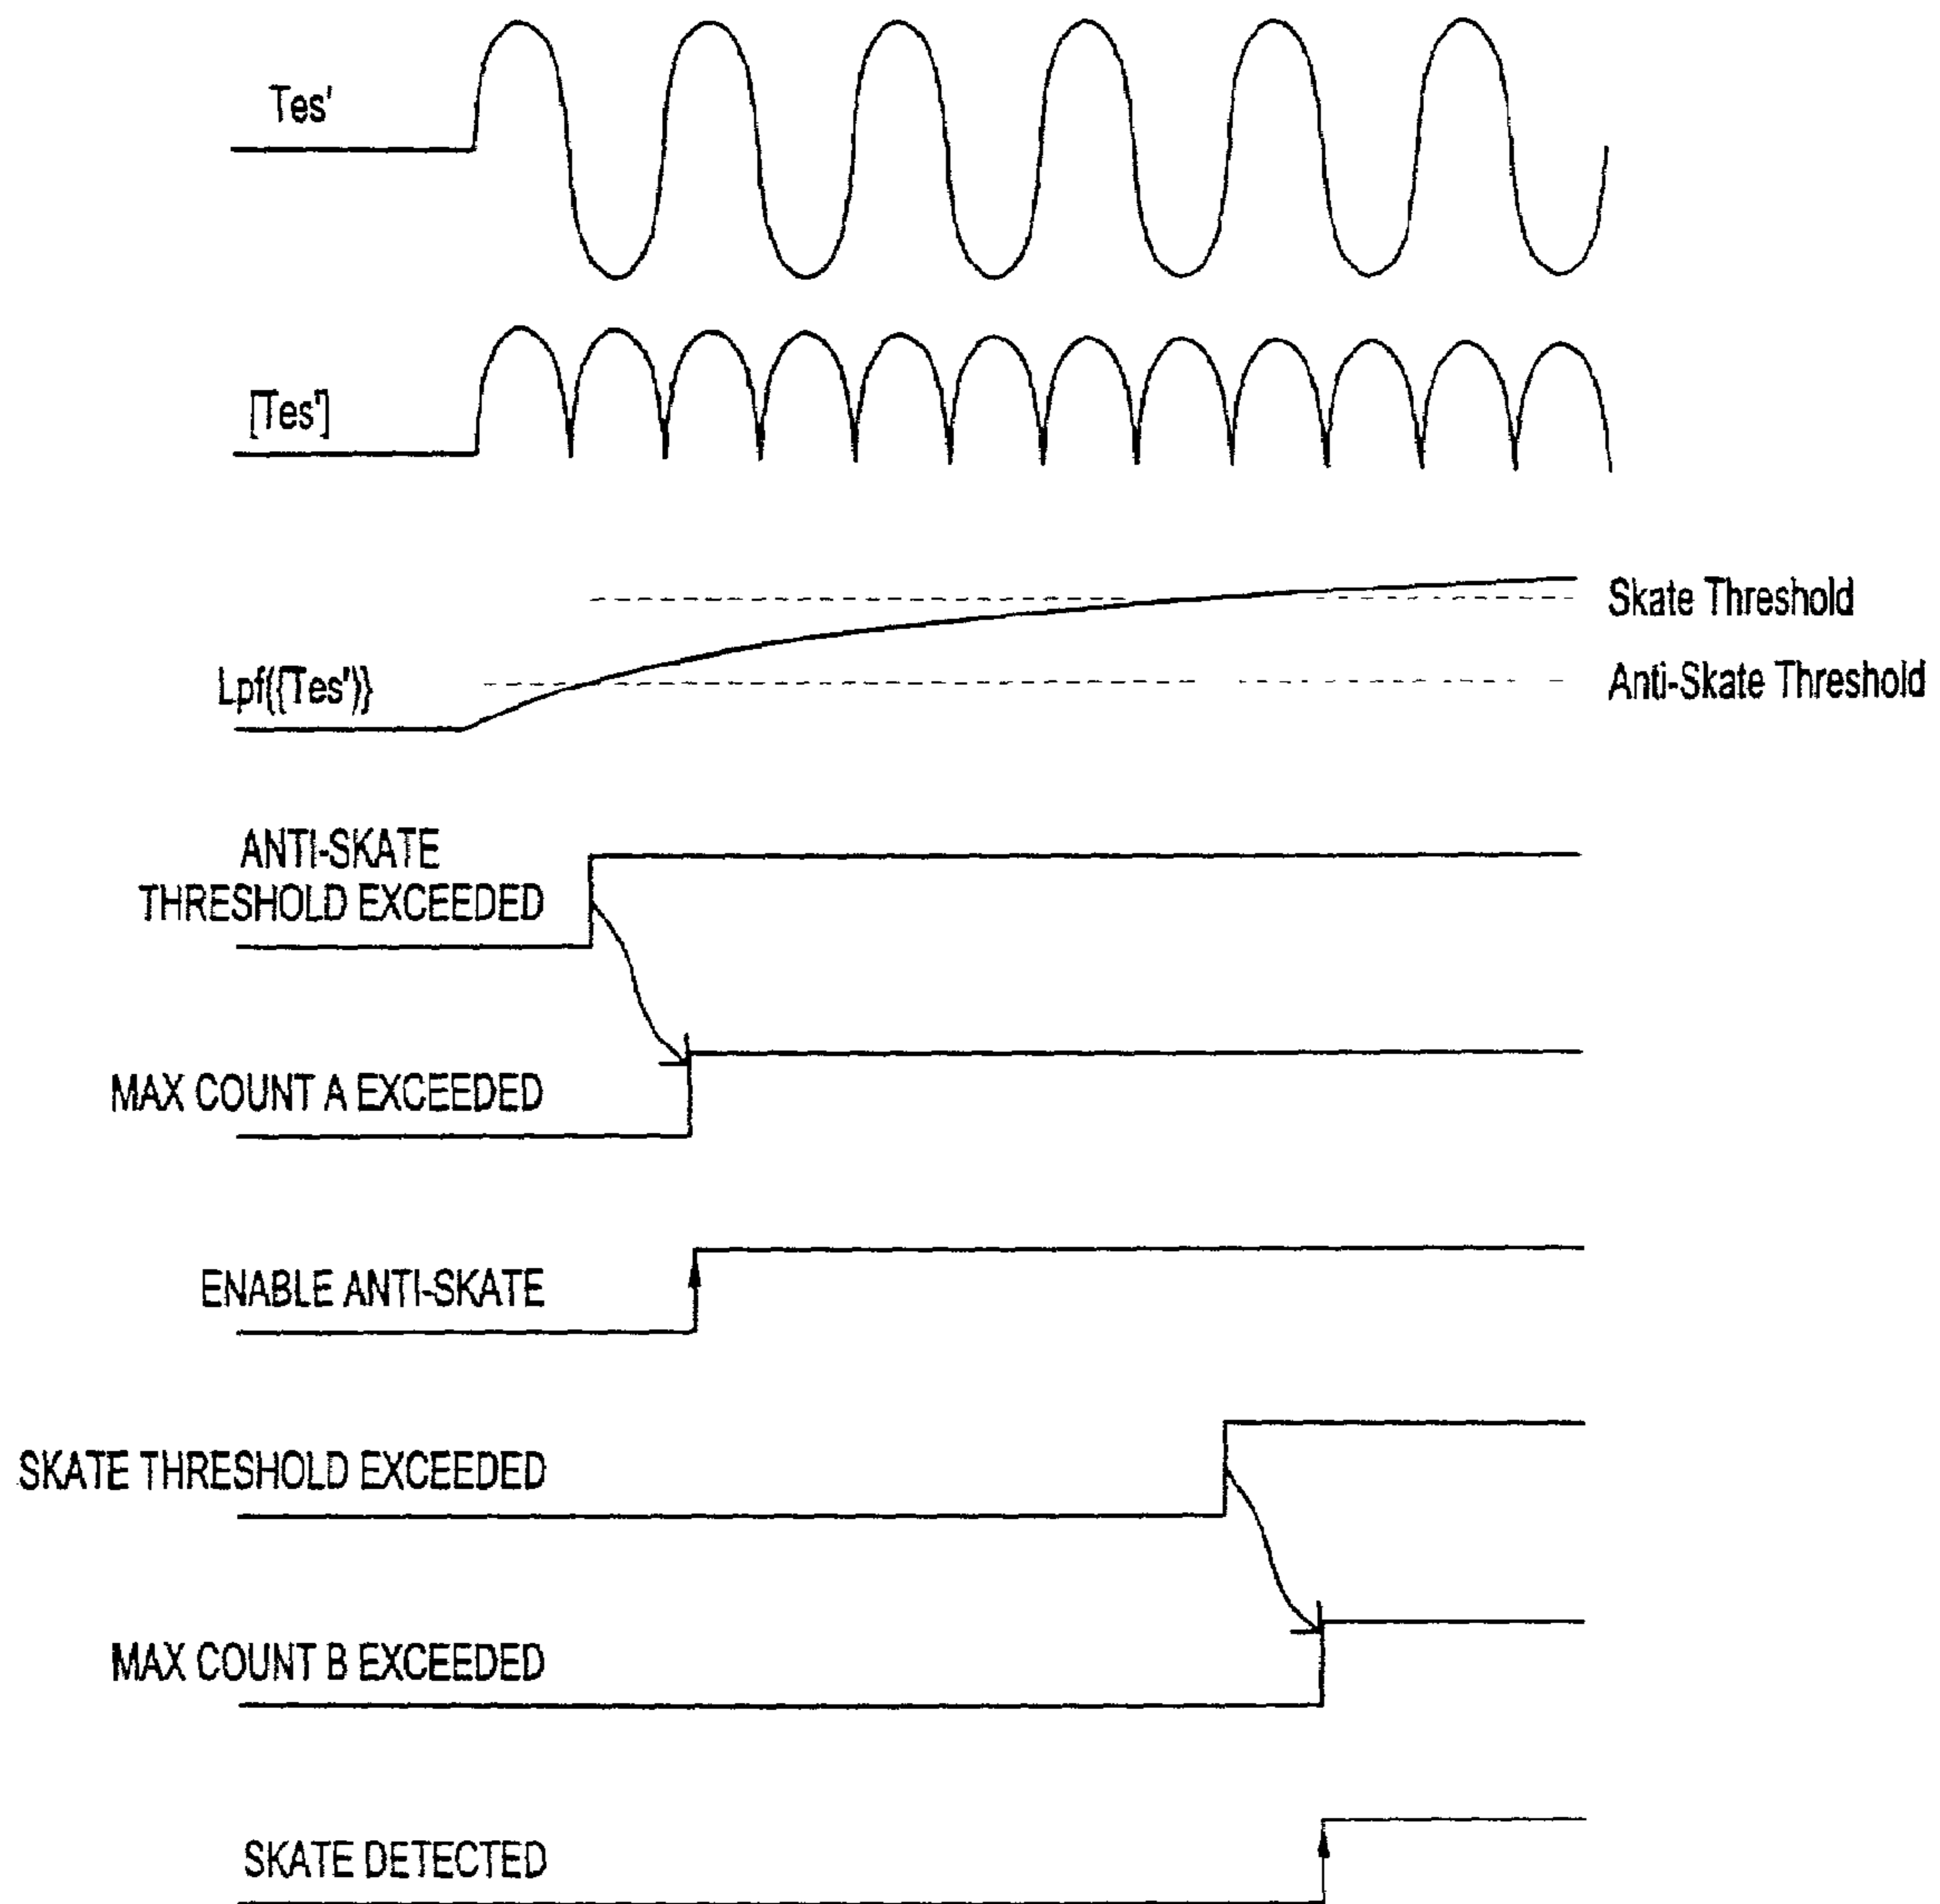 Tes'
[Tes']
Skate Threshold
Lpf({Tes')}
Anti-Skate Threshold
ANTI-SKATE
THRESHOLD EXCEEDED
MAX COUNT A EXCEEDED
ENABLE ANTI-SKATE
SKATE THRESHOLD EXCEEDED
MAX COUNT B EXCEEDED
SKATE DETECTED